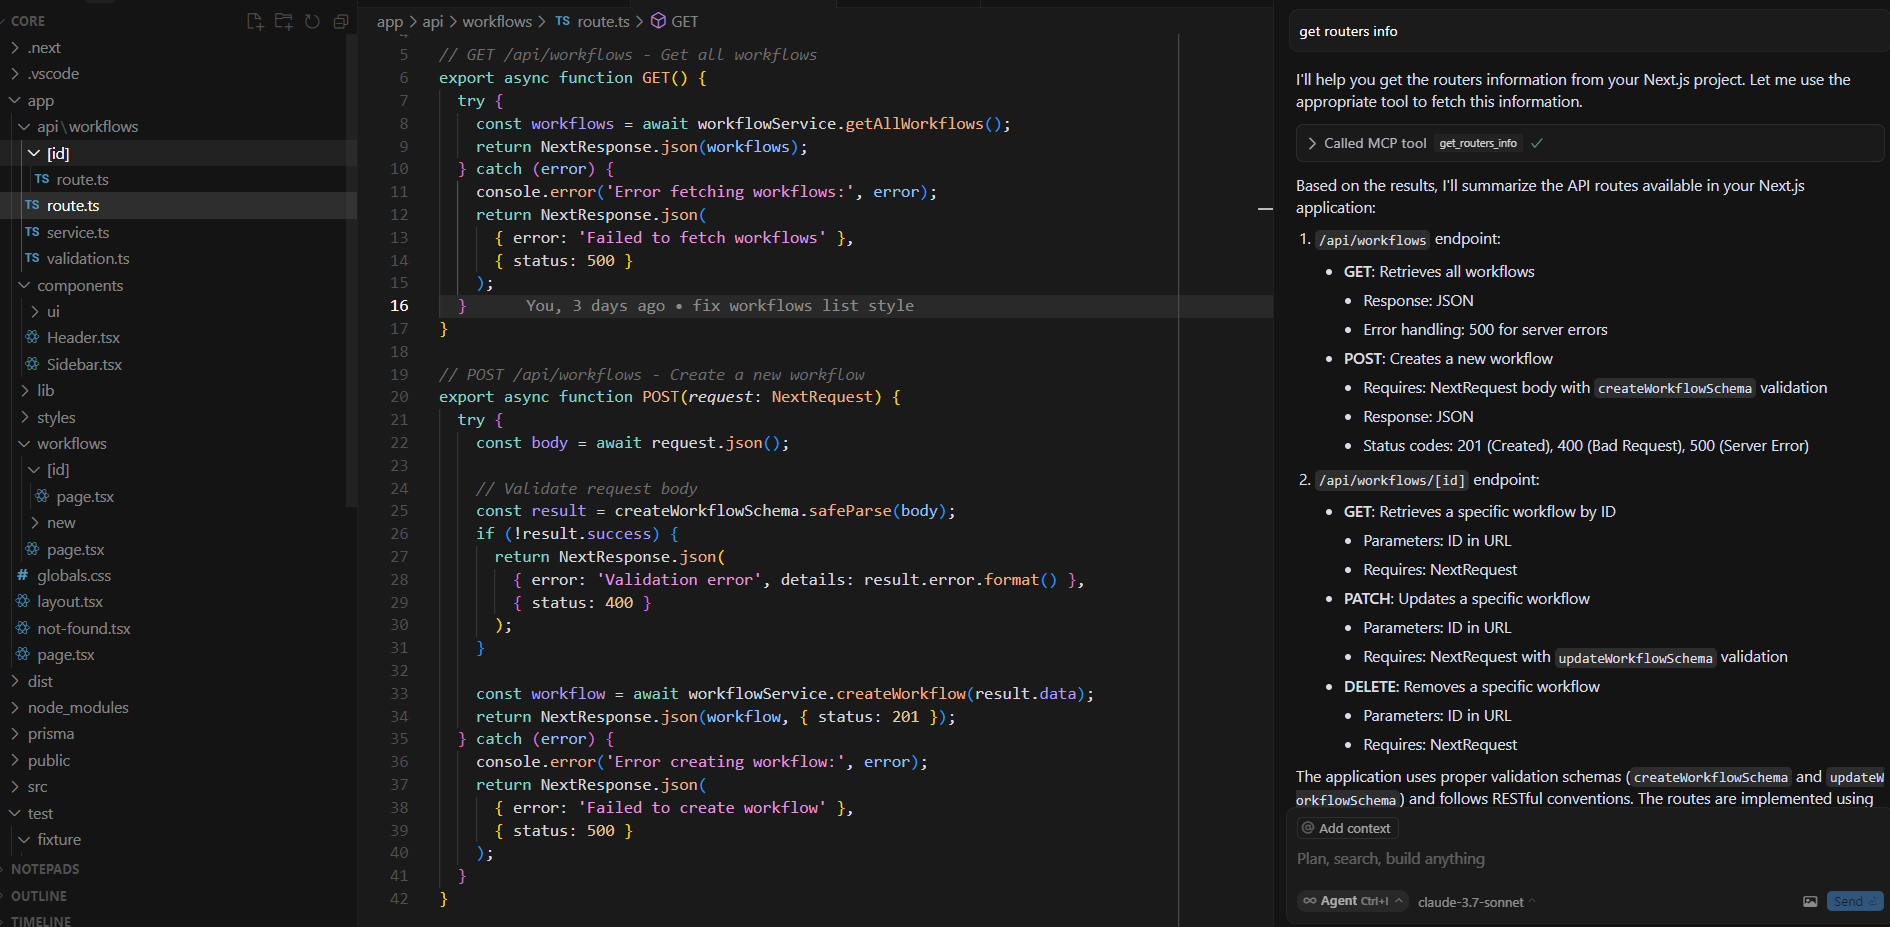 CORE
.next
.vscode
app
api\workflows
[id]
TS route.ts
TS route.ts
TS service.ts
TS validation.ts
components
ui
Header.tsx
Sidebar.tsx
lib
styles
workflows
[id]
page.tsx
new
page.tsx
# globals.css
layout.tsx
not-found.tsx
page.tsx
dist
node_modules
prisma
public
src
test
fixture
NOTEPADS
OUTLINE
TIMELINE
app > api > workflows > TS route.ts > GET
4
5 // GET /api/workflows - Get all workflows
6 export async function GET() {
7 try {
8 const workflows = await workflowService.getAllWorkflows();
9 return NextResponse.json(workflows);
10 } catch (error) {
11 console.error('Error fetching workflows:', error);
12 return NextResponse.json(
13 { error: 'Failed to fetch workflows' },
14 { status: 500 }
15 );
16 } You, 3 days ago • fix workflows list style
17 }
18
19 // POST /api/workflows - Create a new workflow
20 export async function POST(request: NextRequest) {
21 try {
22 const body = await request.json();
23
24 // Validate request body
25 const result = createWorkflowSchema.safeParse(body);
26 if (!result.success) {
27 return NextResponse.json(
28 { error: 'Validation error', details: result.error.format() },
29 { status: 400 }
30 );
31 }
32
33 const workflow = await workflowService.createWorkflow(result.data);
34 return NextResponse.json(workflow, { status: 201 });
35 } catch (error) {
36 console.error('Error creating workflow:', error);
37 return NextResponse.json(
38 { error: 'Failed to create workflow' },
39 { status: 500 }
40 );
41 }
42 }
get routers info
I'll help you get the routers information from your Next.js project. Let me use the
appropriate tool to fetch this information.
> Called MCP tool get_routers_info ✓
Based on the results, I'll summarize the API routes available in your Next.js
application:
1. /api/workflows endpoint:
• GET: Retrieves all workflows
• Response: JSON
• Error handling: 500 for server errors
• POST: Creates a new workflow
• Requires: NextRequest body with createWorkflowSchema validation
• Response: JSON
• Status codes: 201 (Created), 400 (Bad Request), 500 (Server Error)
2. /api/workflows/[id] endpoint:
• GET: Retrieves a specific workflow by ID
• Parameters: ID in URL
• Requires: NextRequest
• PATCH: Updates a specific workflow
• Parameters: ID in URL
• Requires: NextRequest with updateWorkflowSchema validation
• DELETE: Removes a specific workflow
• Parameters: ID in URL
• Requires: NextRequest
The application uses proper validation schemas (createWorkflowSchema and updateW
orkflowSchema) and follows RESTful conventions. The routes are implemented using
@ Add context
Plan, search, build anything
∞ Agent Ctrl+I ^ claude-3.7-sonnet ^
Send ⏎